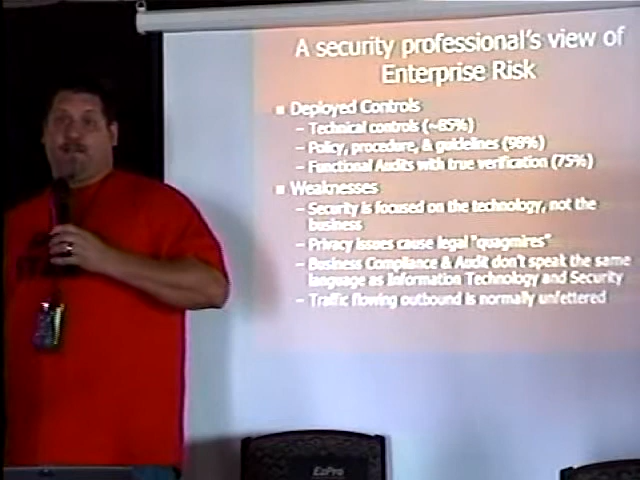 A security professional's view of
Enterprise Risk
Deployed Controls
– Technical controls (~85%)
– Policy, procedure, & guidelines (90%)
– Functional Audits with true verification (75%)
Weaknesses
– Security is focused on the technology, not the
business
– Privacy issues cause legal "quagmires"
– Business Compliance & Audit don't speak the same
language as Information Technology and Security
– Traffic flowing outbound is normally unfettered
EzPro